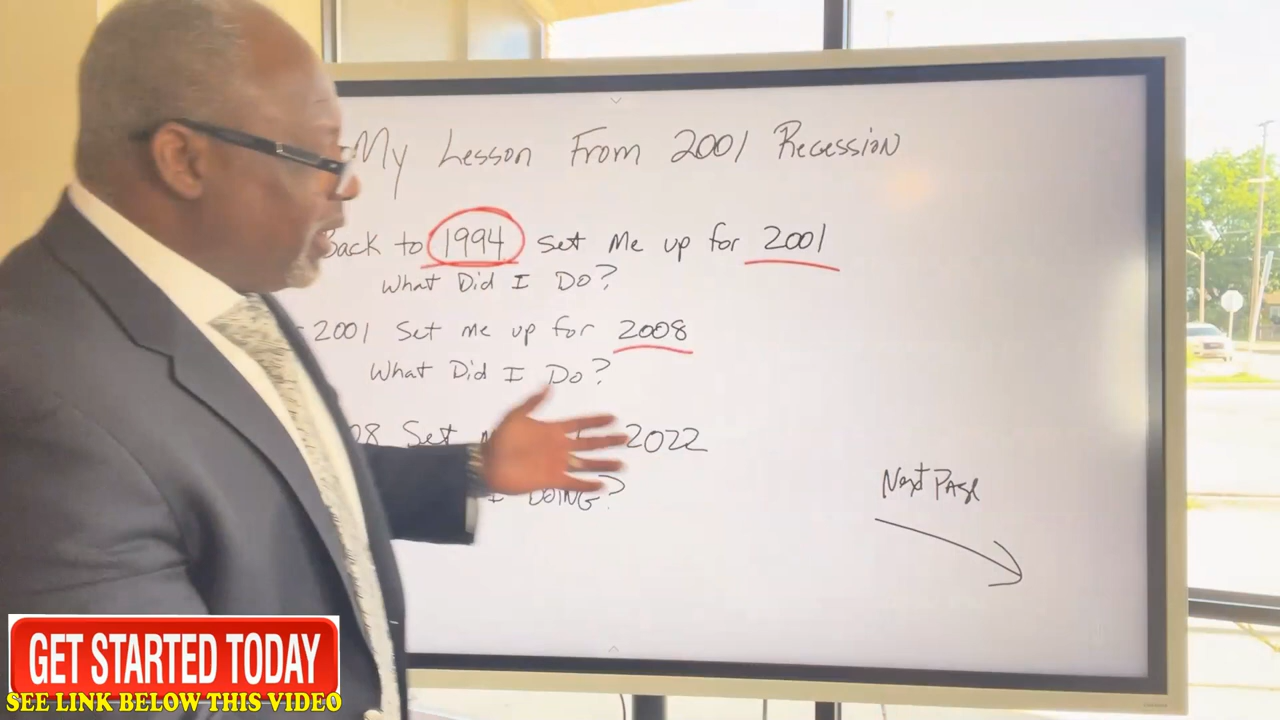 My Lesson From 2001 Recession
Back to 1994 Set Me up for 2001
What Did I Do?
2001 Set me up for 2008
What Did I Do?
Set 2022
I DOING?
Next Page
GET STARTED TODAY
SEE LINK BELOW THIS VIDEO